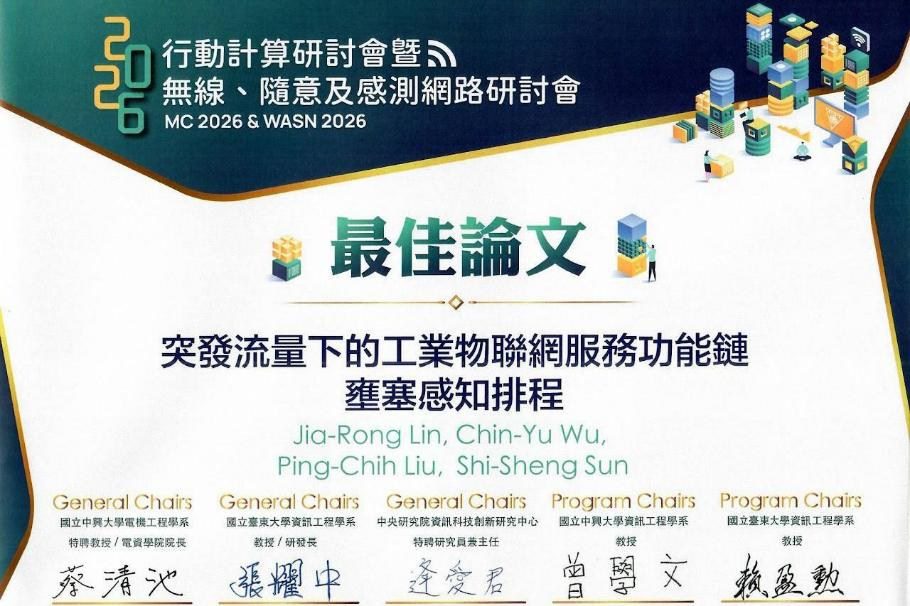 2026
行動計算研討會暨
無線、隨意及感測網路研討會
MC 2026 & WASN 2026
最佳論文
突發流量下的工業物聯網服務功能鏈
壅塞感知排程
Jia-Rong Lin, Chin-Yu Wu,
Ping-Chih Liu, Shi-Sheng Sun
General Chairs
國立中興大學電機工程學系
特聘教授 / 電資學院院長
蔡清池
General Chairs
國立臺東大學資訊工程學系
教授 / 研發長
張耀中
General Chairs
中央研究院資訊科技創新研究中心
特聘研究員兼主任
逄愛君
Program Chairs
國立中興大學資訊工程學系
教授
曾學文
Program Chairs
國立臺東大學資訊工程學系
教授
賴盈勳